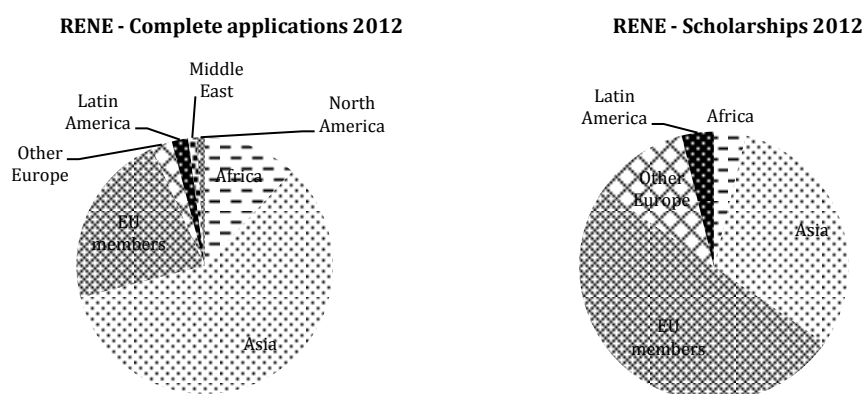 RENE - Complete applications 2012
Middle
East
Latin
America
North
America
Other
Europe
Africa
EU
members
Asia
RENE - Scholarships 2012
Latin
America
Africa
Other
Europe
Asia
EU
members